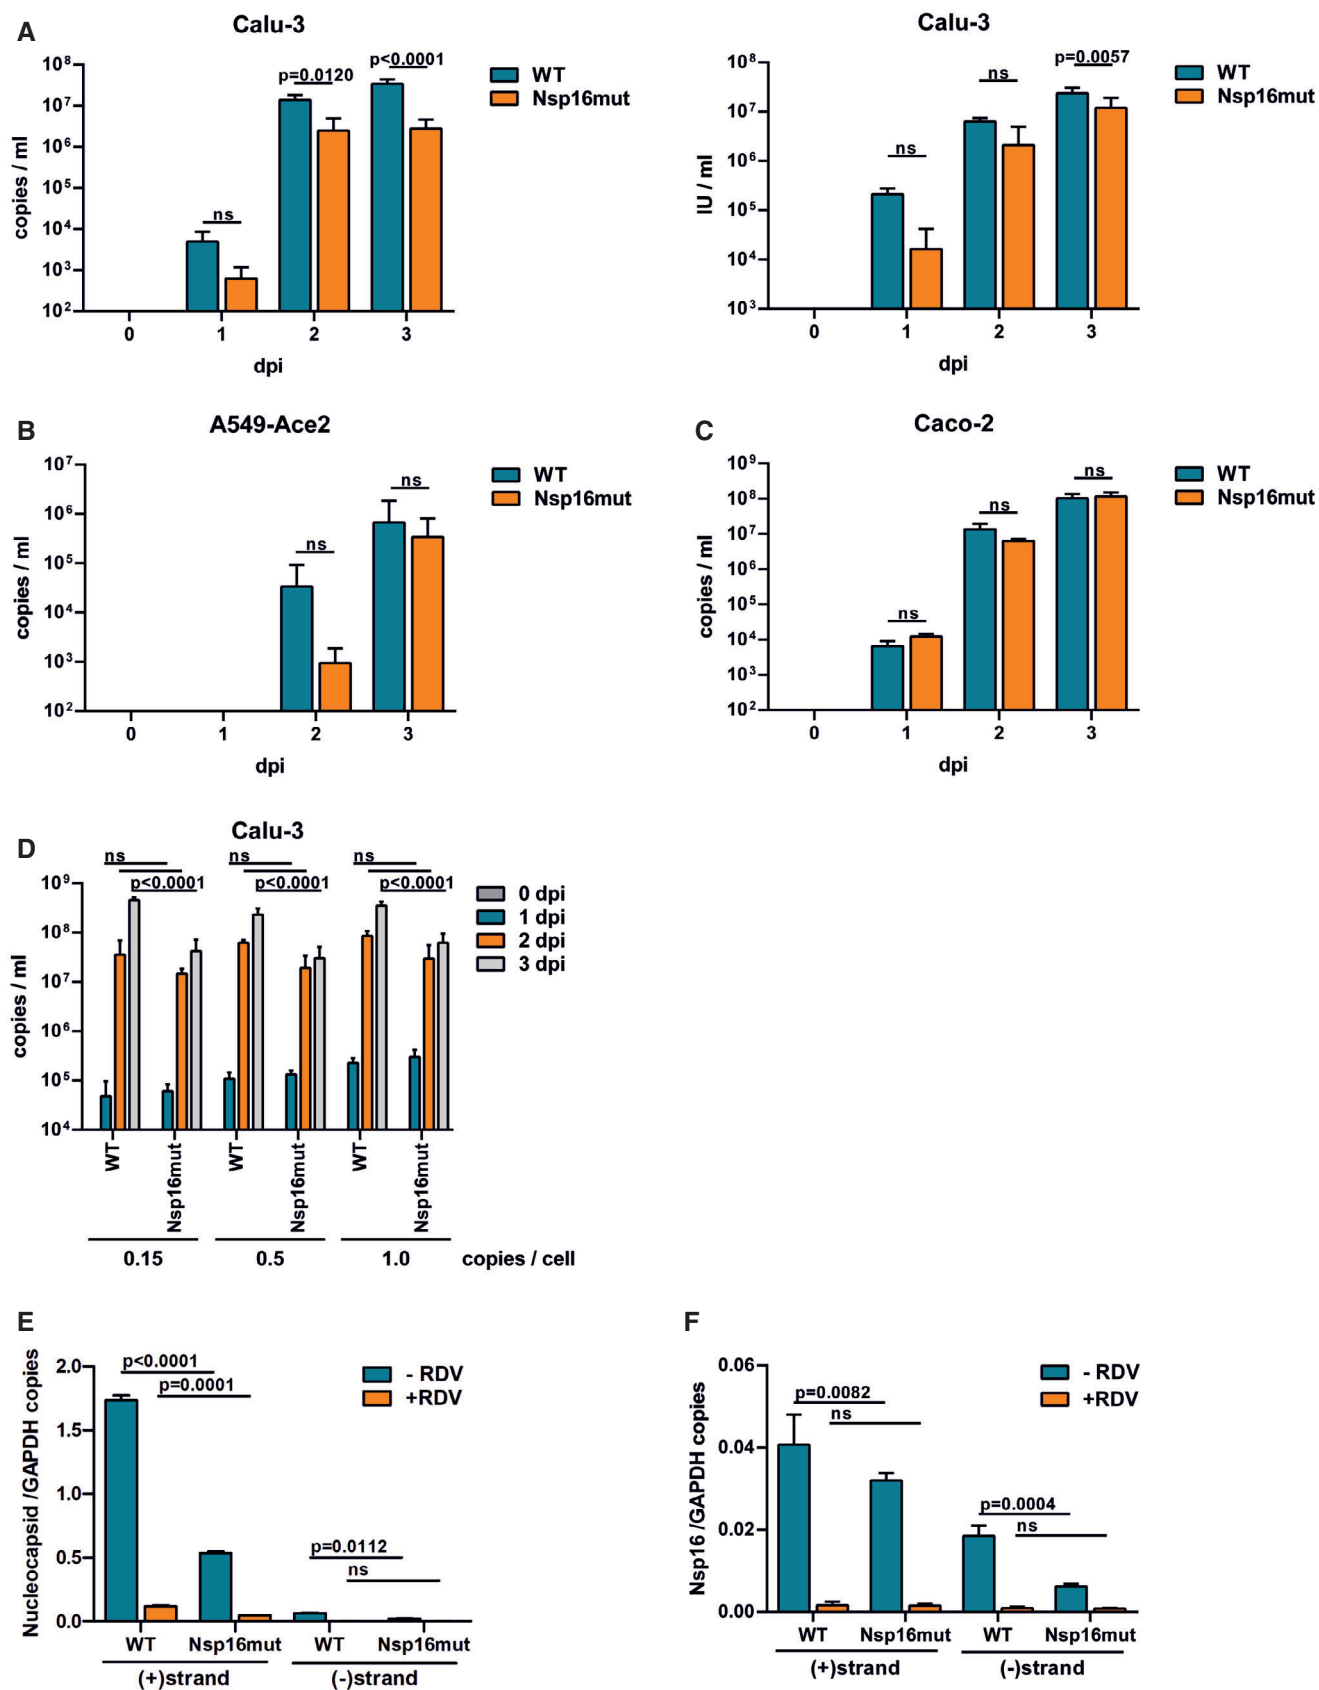 A
Calu-3
copies / ml
10⁸
10⁷
10⁶
10⁵
10⁴
10³
10²
ns
p=0.0120
p<0.0001
WT
Nsp16mut
0 1 2 3
dpi
Calu-3
IU / ml
10⁸
10⁷
10⁶
10⁵
10⁴
10³
ns
ns
p=0.0057
WT
Nsp16mut
0 1 2 3
dpi
B
A549-Ace2
copies / ml
10⁷
10⁶
10⁵
10⁴
10³
10²
ns
ns
WT
Nsp16mut
0 1 2 3
dpi
C
Caco-2
copies / ml
10⁹
10⁸
10⁷
10⁶
10⁵
10⁴
10³
10²
ns
ns
ns
WT
Nsp16mut
0 1 2 3
dpi
D
Calu-3
copies / ml
ns ns ns
p<0.0001 p<0.0001 p<0.0001
10⁹
10⁸
10⁷
10⁶
10⁵
10⁴
0 dpi
1 dpi
2 dpi
3 dpi
WT Nsp16mut WT Nsp16mut WT Nsp16mut
0.15 0.5 1.0 copies / cell
E
Nucleocapsid /GAPDH copies
2.0
1.5
1.0
0.5
0.0
p<0.0001
p=0.0001
p=0.0112
ns
- RDV
+RDV
WT Nsp16mut WT Nsp16mut
(+)strand (-)strand
F
Nsp16 /GAPDH copies
0.06
0.04
0.02
0.00
p=0.0082
ns
p=0.0004
ns
- RDV
+RDV
WT Nsp16mut WT Nsp16mut
(+)strand (-)strand